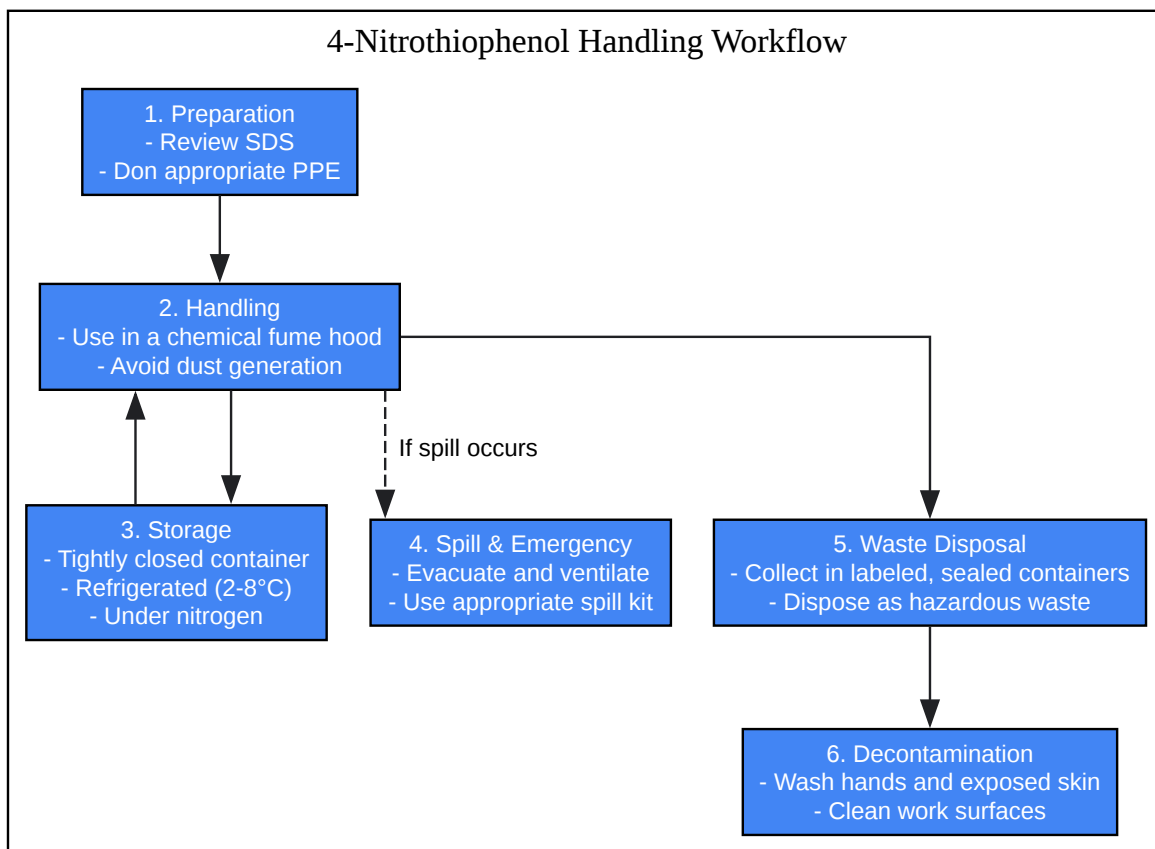 4-Nitrothiophenol Handling Workflow
1. Preparation
- Review SDS
- Don appropriate PPE
2. Handling
- Use in a chemical fume hood
- Avoid dust generation
If spill occurs
3. Storage
- Tightly closed container
- Refrigerated (2-8°C)
- Under nitrogen
4. Spill & Emergency
- Evacuate and ventilate
- Use appropriate spill kit
5. Waste Disposal
- Collect in labeled, sealed containers
- Dispose as hazardous waste
6. Decontamination
- Wash hands and exposed skin
- Clean work surfaces